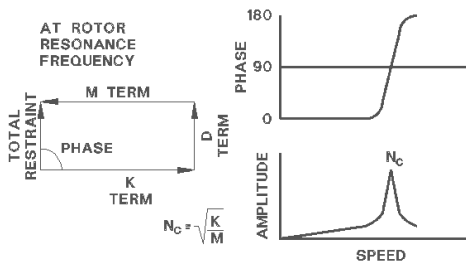 AT ROTOR
RESONANCE
FREQUENCY
M TERM
TOTAL
RESTRAINT
PHASE
D
TERM
K
TERM
N_C = √K/M
180
90
0
PHASE
N_C
AMPLITUDE
SPEED